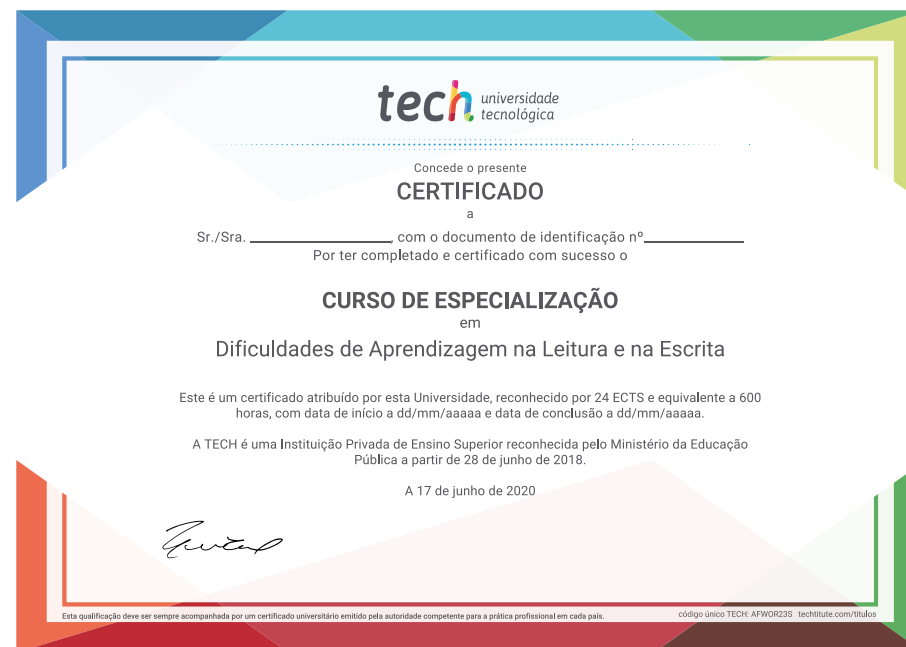 tech universidade
tecnológica
Concede o presente
CERTIFICADO
a
Sr./Sra. ________________, com o documento de identificação nº____________
Por ter completado e certificado com sucesso o
CURSO DE ESPECIALIZAÇÃO
em
Dificuldades de Aprendizagem na Leitura e na Escrita
Este é um certificado atribuído por esta Universidade, reconhecido por 24 ECTS e equivalente a 600
horas, com data de início a dd/mm/aaaaa e data de conclusão a dd/mm/aaaaa.
A TECH é uma Instituição Privada de Ensino Superior reconhecida pelo Ministério da Educação
Pública a partir de 28 de junho de 2018.
A 17 de junho de 2020
Esta qualificação deve ser sempre acompanhada por um certificado universitário emitido pela autoridade competente para a prática profissional em cada país.
código único TECH: AFWOR23S techtitute.com/titulos